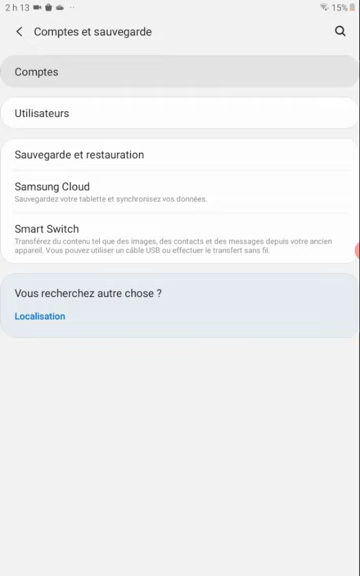 2 h 13
15%
Comptes et sauvegarde
Comptes
Utilisateurs
Sauvegarde et restauration
Samsung Cloud
Sauvegardez votre tablette et synchronisez vos données.
Smart Switch
Transférez du contenu tel que des images, des contacts et des messages depuis votre ancien
appareil. Vous pouvez utiliser un câble USB ou effectuer le transfert sans fil.
Vous recherchez autre chose ?
Localisation